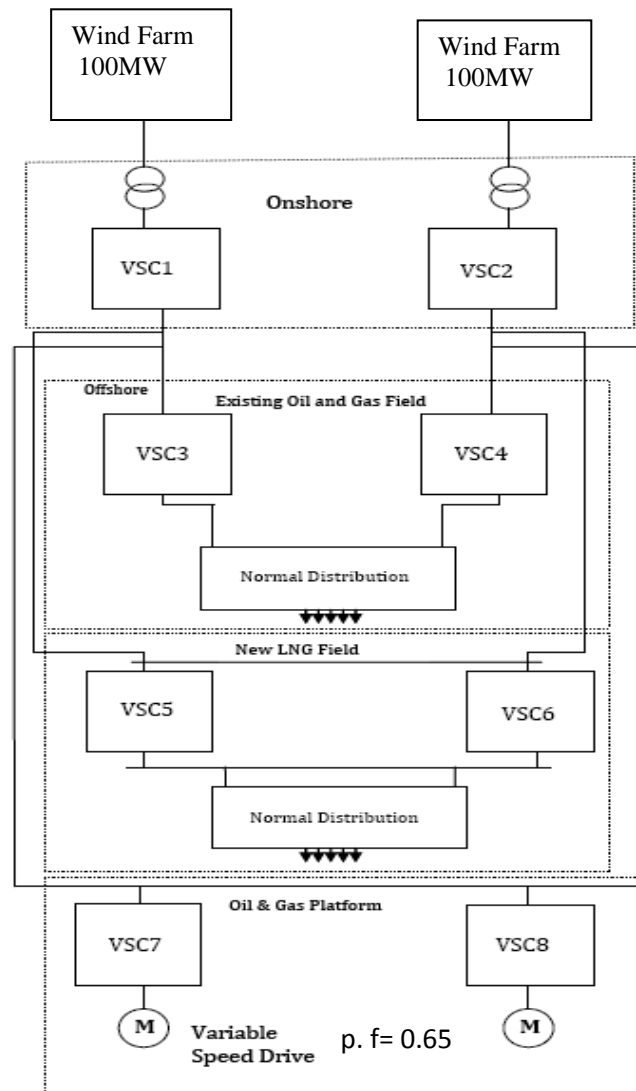 Wind Farm
100MW
Wind Farm
100MW
Onshore
VSC1
VSC2
Offshore
Existing Oil and Gas Field
VSC3
VSC4
Normal Distribution
New LNG Field
VSC5
VSC6
Normal Distribution
Oil & Gas Platform
VSC7
VSC8
M
M
Variable
Speed Drive
p. f= 0.65